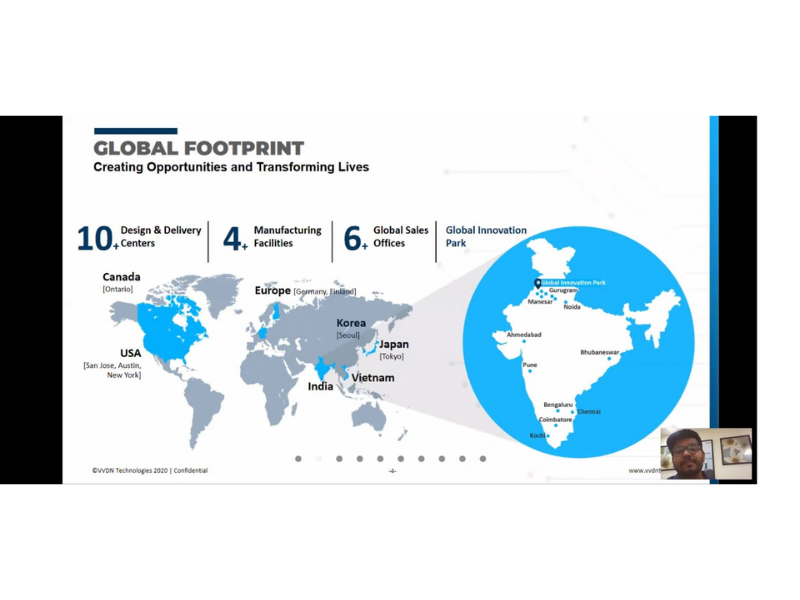 GLOBAL FOOTPRINT
Creating Opportunities and Transforming Lives
10+ Design & Delivery
Centers
4+ Manufacturing
Facilities
6+ Global Sales
Offices
Global Innovation
Park
Canada
[Ontario]
USA
[San Jose, Austin,
New York]
Europe [Germany, Finland]
Korea
[Seoul]
Japan
[Tokyo]
Vietnam
India
Global Innovation Park
Gurugram
Manesar
Noida
Ahmedabad
Bhubaneswar
Pune
Bengaluru
Chennai
Coimbatore
Kochi
©VVDN Technologies 2020 | Confidential
-4-